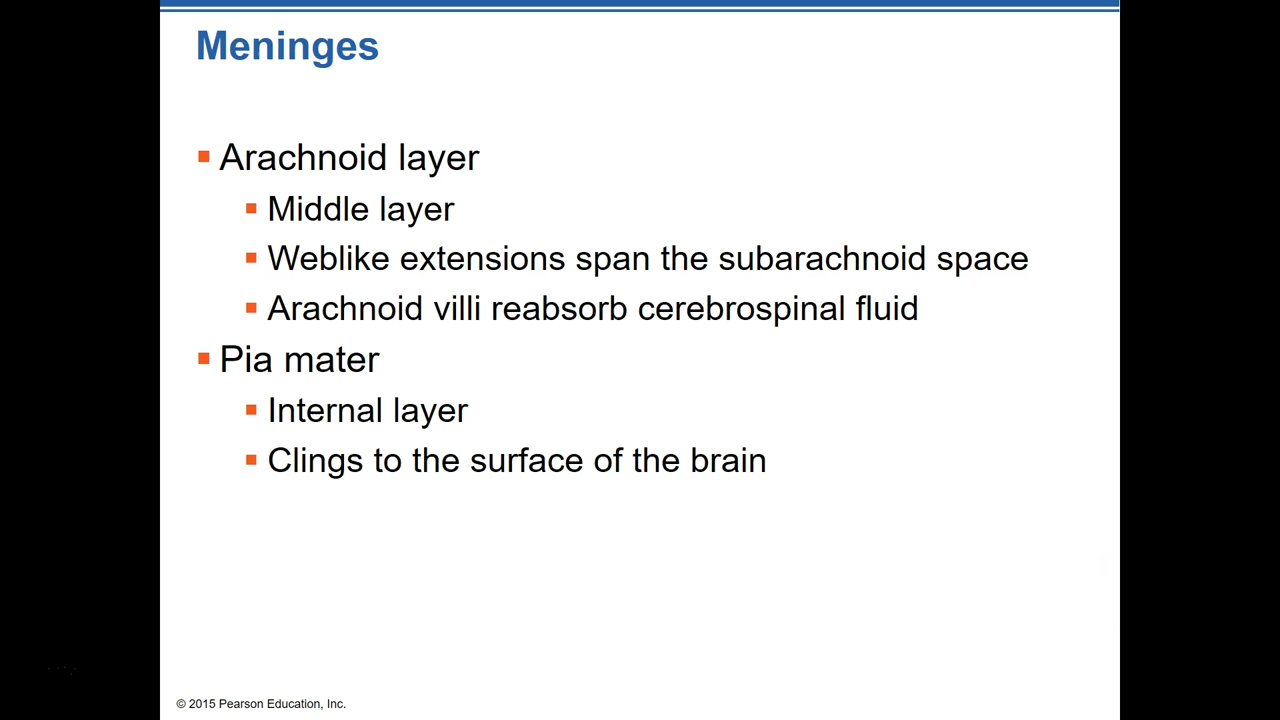 Meninges
Arachnoid layer
Middle layer
Weblike extensions span the subarachnoid space
Arachnoid villi reabsorb cerebrospinal fluid
Pia mater
Internal layer
Clings to the surface of the brain
© 2015 Pearson Education, Inc.